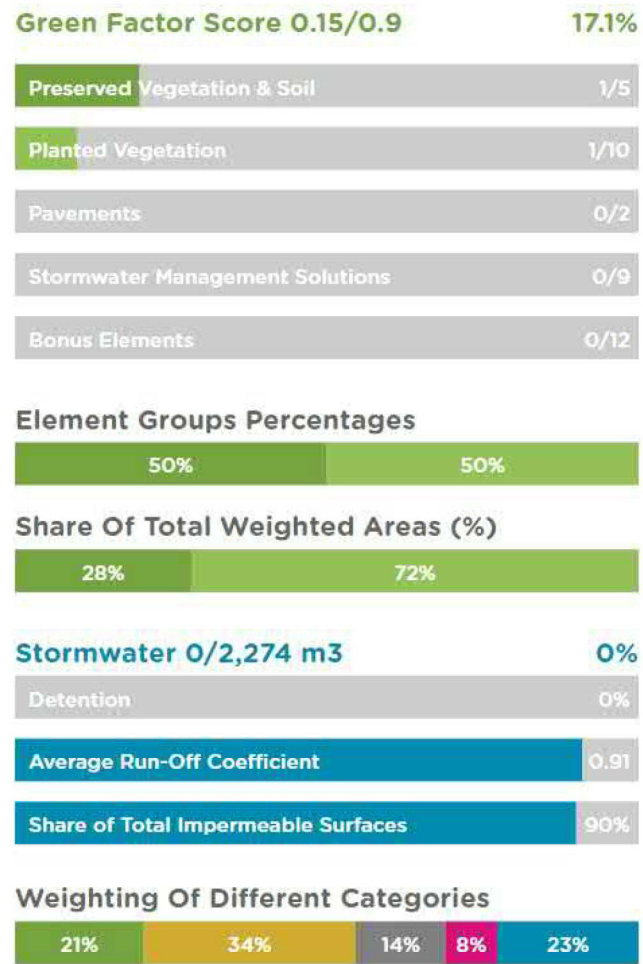 Green Factor Score 0.15/0.9 17.1%
Preserved Vegetation & Soil 1/5
Planted Vegetation 1/10
Pavements 0/2
Stormwater Management Solutions 0/9
Bonus Elements 0/12
Element Groups Percentages
50% 50%
Share Of Total Weighted Areas (%)
28% 72%
Stormwater 0/2,274 m3 0%
Detention 0%
Average Run-Off Coefficient 0.91
Share of Total Impermeable Surfaces 90%
Weighting Of Different Categories
21% 34% 14% 8% 23%